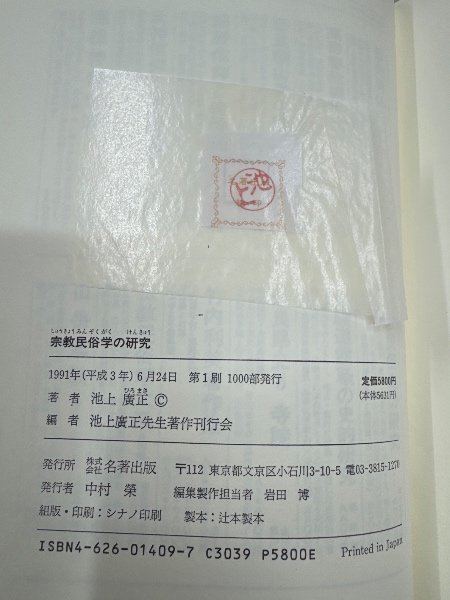 池上
しゅうきょうみんぞくがく けんきゅう
宗教民俗学の研究
1991年(平成3年)6月24日 第1刷 1000部発行
定価5800円
(本体5631円)
ひろ まさ
著者 池上 廣正 ©
編者 池上廣正先生著作刊行会
発行所 株式会社 名著出版 〒112 東京都文京区小石川3-10-5 電03-3815-1270
発行者 中村 榮 編集製作担当者 岩田 博
組版・印刷:シナノ印刷 製本:辻本製本
ISBN4-626-01409-7 C3039 P5800E
Printed in Japan